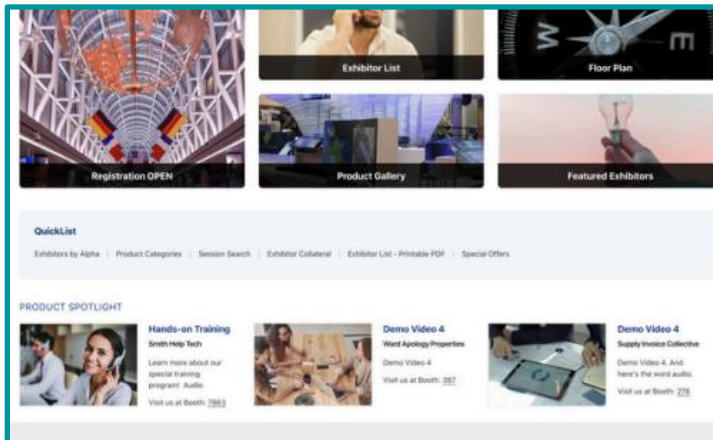 Exhibitor List
Floor Plan
Registration OPEN
Product Gallery
Featured Exhibitors
QuickList
Exhibitors by Alpha | Product Categories | Session Search | Exhibitor Collateral | Exhibitor List - Printable PDF | Special Offers
PRODUCT SPOTLIGHT
Hands-on Training
Smith Help Tech
Learn more about our
special training
program! Audio
Visit us at Booth: 7863
Demo Video 4
Ward Apology Properties
Demo Video 4
Visit us at Booth: 387
Demo Video 4
Supply Invoice Collective
Demo Video 4. And
here's the word audio.
Visit us at Booth: 278
W
E